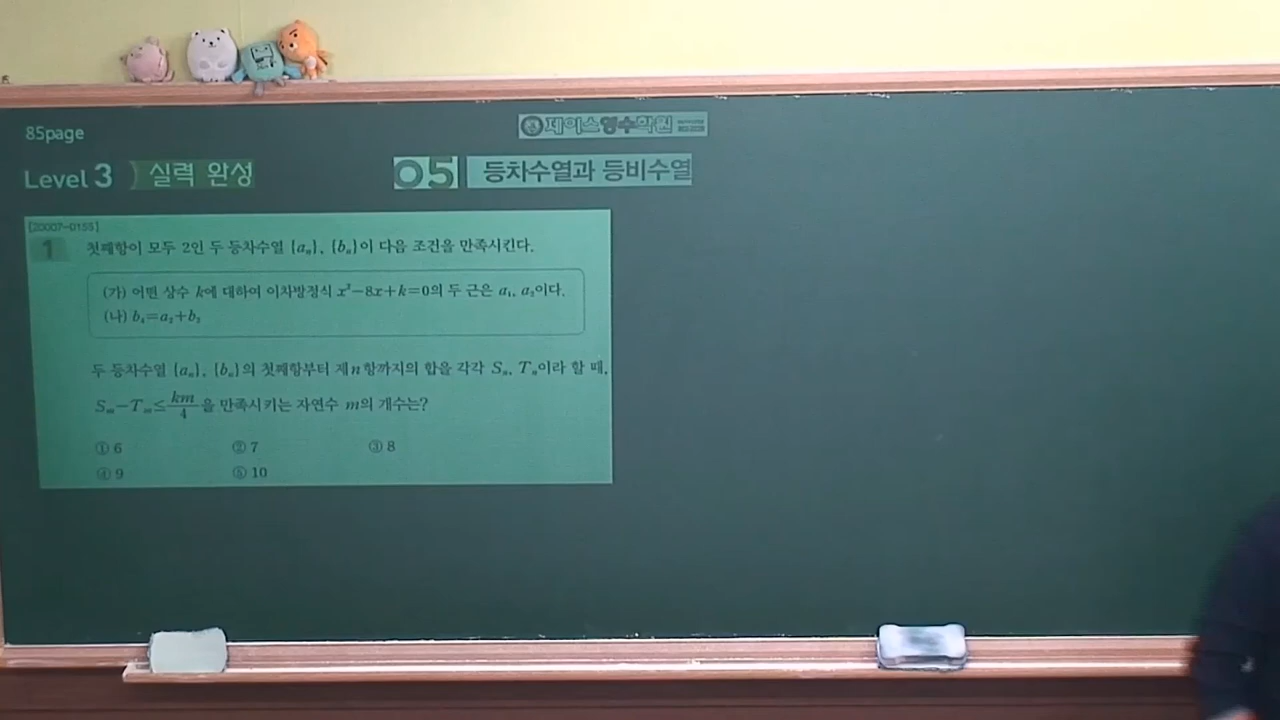 85page
제이스영수학원
Level 3 실력 완성
05 등차수열과 등비수열
[20007-0155]
1 첫째항이 모두 2인 두 등차수열 {aₙ}, {bₙ}이 다음 조건을 만족시킨다.
(가) 어떤 상수 k에 대하여 이차방정식 x²-8x+k=0의 두 근은 a₁, a₂이다.
(나) b₄=a₂+b₂
두 등차수열 {aₙ}, {bₙ}의 첫째항부터 제n항까지의 합을 각각 Sₙ, Tₙ이라 할 때,
Sₘ-Tₘ≤km/4을 만족시키는 자연수 m의 개수는?
① 6 ② 7 ③ 8
④ 9 ⑤ 10